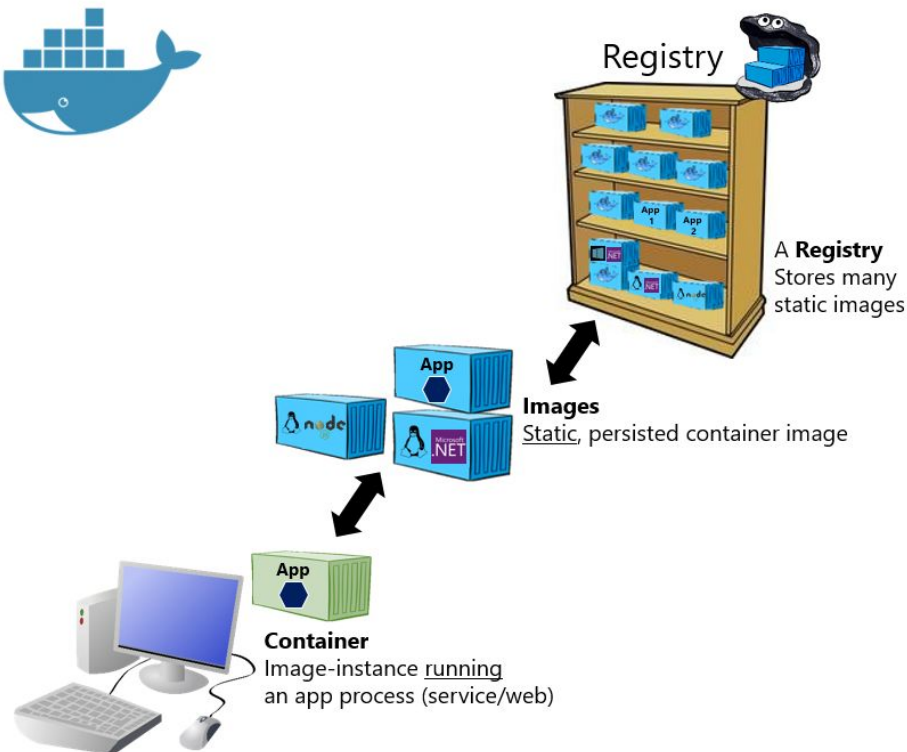 Registry
App
1
App
2
.NET
.NET
node
A Registry
Stores many
static images
App
node
Microsoft
.NET
Images
Static, persisted container image
App
Container
Image-instance running
an app process (service/web)